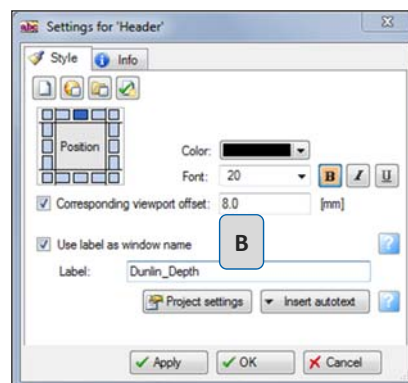 abc Settings for 'Header'
Style Info
Position
Color:
Font: 20 B I U
Corresponding viewport offset: 8.0 [mm]
Use label as window name ?
B
Label: Dunlin_Depth
Project settings Insert autotext ?
Apply OK Cancel